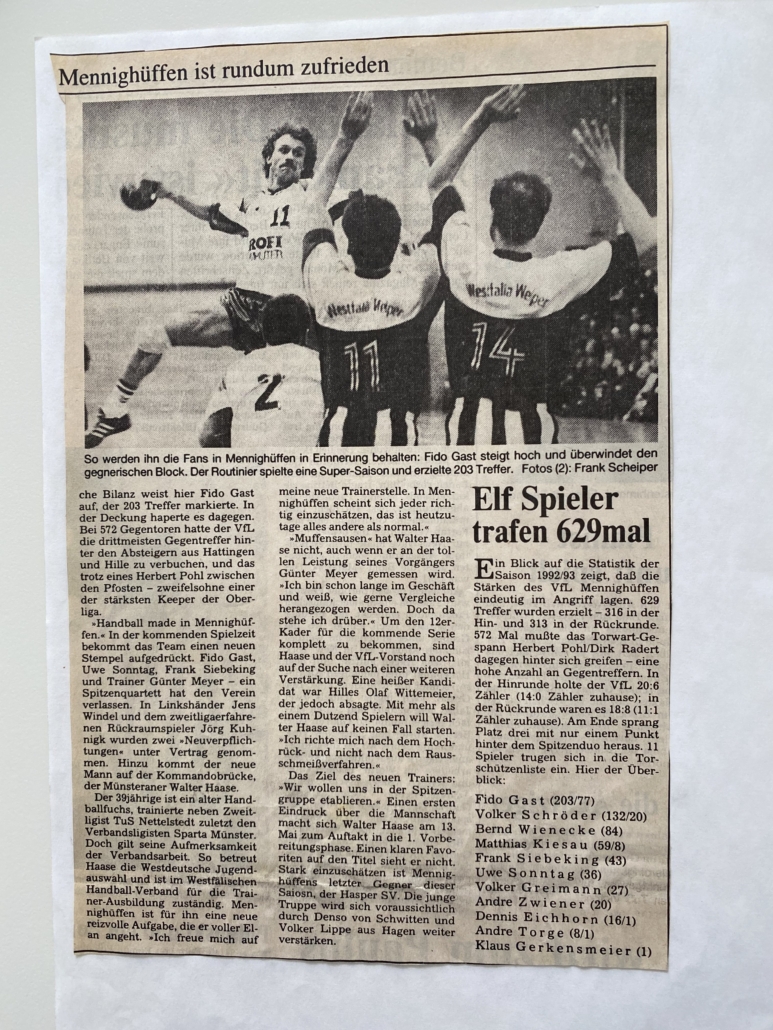 Mennighüffen ist rundum zufrieden
11
ROFI
MPUTER
Westfalia Weper
11
Westfalia Weper
14
2
So werden ihn die Fans in Mennighüffen in Erinnerung behalten: Fido Gast steigt hoch und überwindet den
gegnerischen Block. Der Routinier spielte eine Super-Saison und erzielte 203 Treffer. Fotos (2): Frank Scheiper
che Bilanz weist hier Fido Gast
auf, der 203 Treffer markierte. In
der Deckung haperte es dagegen.
Bei 572 Gegentoren hatte der VfL
die drittmeisten Gegentreffer hin-
ter den Absteigern aus Hattingen
und Hille zu verbuchen, und das
trotz eines Herbert Pohl zwischen
den Pfosten – zweifelsohne einer
der stärksten Keeper der Ober-
liga.
»Handball made in Mennighüf-
fen.« In der kommenden Spielzeit
bekommt das Team einen neuen
Stempel aufgedrückt. Fido Gast,
Uwe Sonntag, Frank Siebeking
und Trainer Günter Meyer – ein
Spitzenquartett hat den Verein
verlassen. In Linkshänder Jens
Windel und dem zweitligaerfahre-
nen Rückraumspieler Jörg Kuh-
nigk wurden zwei »Neuverpflich-
tungen« unter Vertrag genom-
men. Hinzu kommt der neue
Mann auf der Kommandobrücke,
der Münsteraner Walter Haase.
Der 39jährige ist ein alter Hand-
ballfuchs, trainierte neben Zweit-
ligist TuS Nettelstedt zuletzt den
Verbandsligisten Sparta Münster.
Doch gilt seine Aufmerksamkeit
der Verbandsarbeit. So betreut
Haase die Westdeutsche Jugend-
auswahl und ist im Westfälischen
Handball-Verband für die Trai-
ner-Ausbildung zuständig. Men-
nighüffen ist für ihn eine neue
reizvolle Aufgabe, die er voller El-
an angeht. »Ich freue mich auf
meine neue Trainerstelle. In Men-
nighüffen scheint sich jeder rich-
tig einzuschätzen, das ist heutzu-
tage alles andere als normal.«
»Muffensausen« hat Walter Haa-
se nicht, auch wenn er an der tol-
len Leistung seines Vorgängers
Günter Meyer gemessen wird.
»Ich bin schon lange im Geschäft
und weiß, wie gerne Vergleiche
herangezogen werden. Doch da
stehe ich drüber.« Um den 12er-
Kader für die kommende Serie
komplett zu bekommen, sind
Haase und der VfL-Vorstand noch
auf der Suche nach einer weiteren
Verstärkung. Eine heißer Kandi-
dat war Hilles Olaf Wittemeier,
der jedoch absagte. Mit mehr als
einem Dutzend Spielern will Wal-
ter Haase auf keinen Fall starten.
»Ich richte mich nach dem Hoch-
rück- und nicht nach dem Raus-
schmeißverfahren.«
Das Ziel des neuen Trainers:
»Wir wollen uns in der Spitzen-
gruppe etablieren.« Einen ersten
Eindruck über die Mannschaft
macht sich Walter Haase am 13.
Mai zum Auftakt in die 1. Vorbe-
reitungsphase. Einen klaren Favo-
riten auf den Titel sieht er nicht.
Stark einzuschätzen ist Mennig-
hüffens letzter Gegner dieser
Saiosn, der Hasper SV. Die junge
Truppe wird sich voraussichtlich
durch Denso von Schwitten und
Volker Lippe aus Hagen weiter
verstärken.
Elf Spieler
trafen 629mal
Ein Blick auf die Statistik der
Saison 1992/93 zeigt, daß die
Stärken des VfL Mennighüffen
eindeutig im Angriff lagen. 629
Treffer wurden erzielt – 316 in der
Hin- und 313 in der Rückrunde.
572 Mal mußte das Torwart-Ge-
spann Herbert Pohl/Dirk Radert
dagegen hinter sich greifen – eine
hohe Anzahl an Gegentreffern. In
der Hinrunde holte der VfL 20:6
Zähler (14:0 Zähler zuhause); in
der Rückrunde waren es 18:8 (11:1
Zähler zuhause). Am Ende sprang
Platz drei mit nur einem Punkt
hinter dem Spitzenduo heraus. 11
Spieler trugen sich in die Tor-
schützenliste ein. Hier der Über-
blick:
Fido Gast (203/77)
Volker Schröder (132/20)
Bernd Wienecke (84)
Matthias Kiesau (59/8)
Frank Siebeking (43)
Uwe Sonntag (36)
Volker Greimann (27)
Andre Zwiener (20)
Dennis Eichhorn (16/1)
Andre Torge (8/1)
Klaus Gerkensmeier (1)